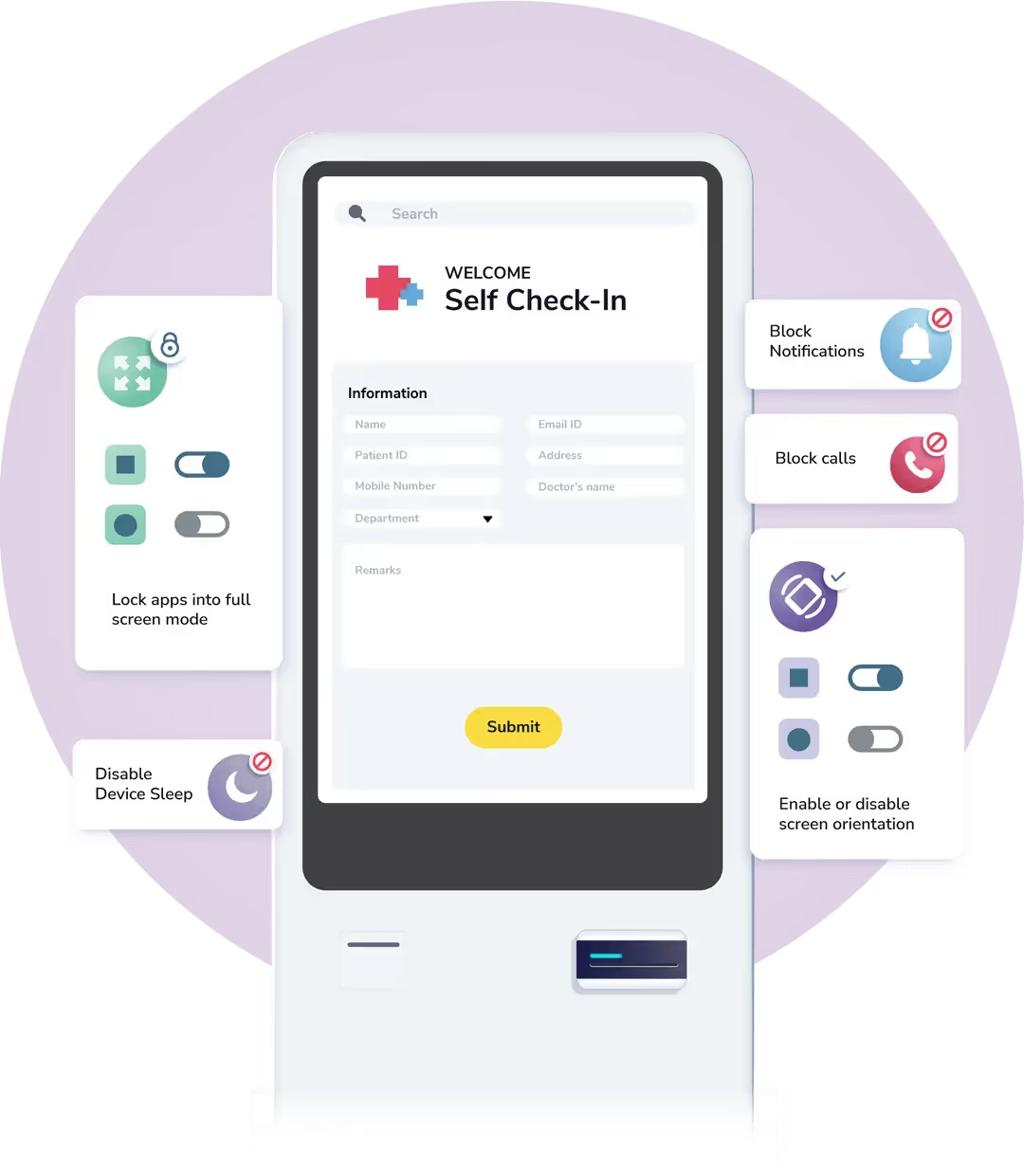 Search
WELCOME
Self Check-In
Information
Name
Email ID
Patient ID
Address
Mobile Number
Doctor's name
Department
Remarks
Submit
Lock apps into full
screen mode
Disable
Device Sleep
Block
Notifications
Block calls
Enable or disable
screen orientation